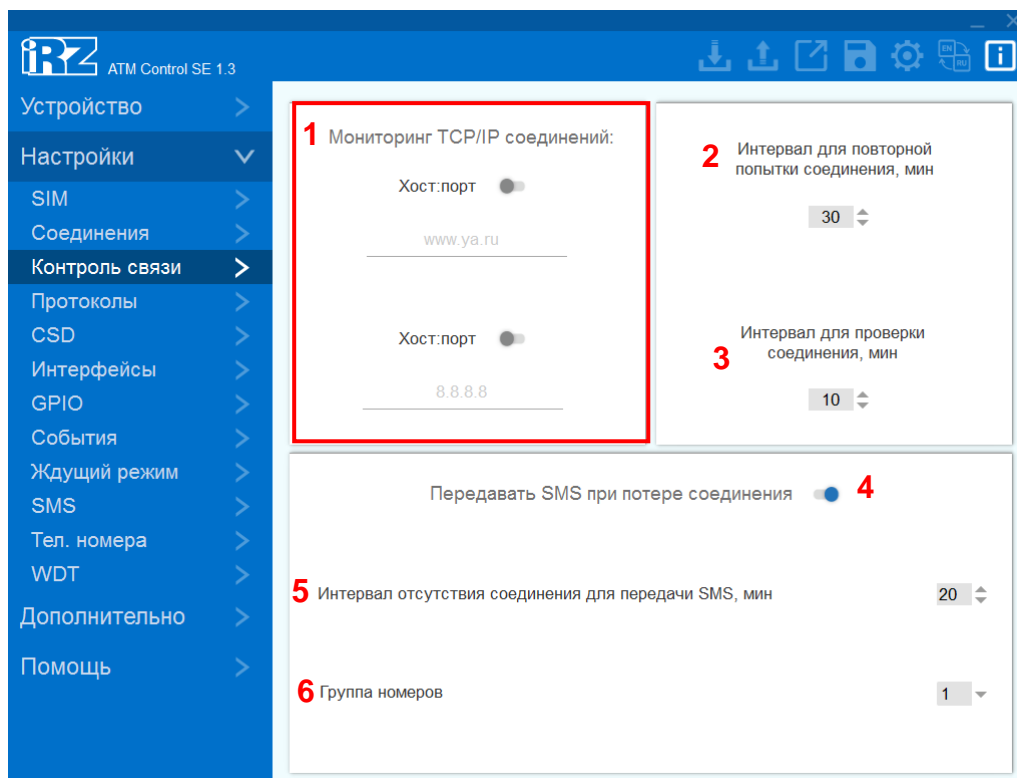 iRZ ATM Control SE 1.3
EN
RU
i
Устройство
Настройки
SIM
Соединения
Контроль связи
Протоколы
CSD
Интерфейсы
GPIO
События
Ждущий режим
SMS
Тел. номера
WDT
Дополнительно
Помощь
1 Мониторинг TCP/IP соединений:
Хост:порт
www.ya.ru
Хост:порт
8.8.8.8
2 Интервал для повторной
попытки соединения, мин
30
3 Интервал для проверки
соединения, мин
10
Передавать SMS при потере соединения 4
5 Интервал отсутствия соединения для передачи SMS, мин 20
6 Группа номеров 1